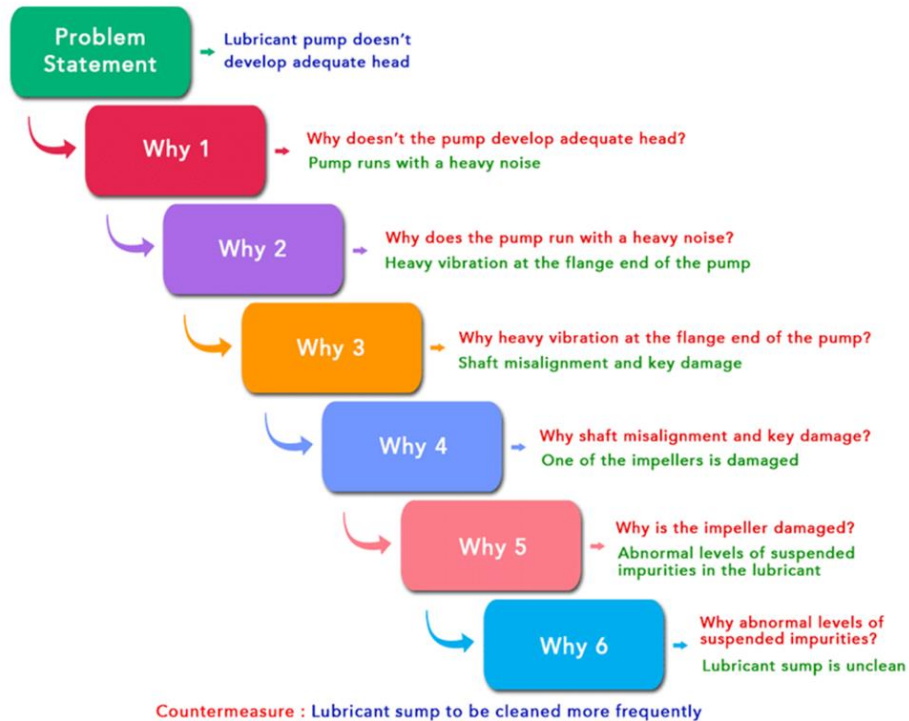 Problem
Statement
Lubricant pump doesn't
develop adequate head
Why 1
Why doesn't the pump develop adequate head?
Pump runs with a heavy noise
Why 2
Why does the pump run with a heavy noise?
Heavy vibration at the flange end of the pump
Why 3
Why heavy vibration at the flange end of the pump?
Shaft misalignment and key damage
Why 4
Why shaft misalignment and key damage?
One of the impellers is damaged
Why 5
Why is the impeller damaged?
Abnormal levels of suspended
impurities in the lubricant
Why 6
Why abnormal levels of
suspended impurities?
Lubricant sump is unclean
Countermeasure : Lubricant sump to be cleaned more frequently